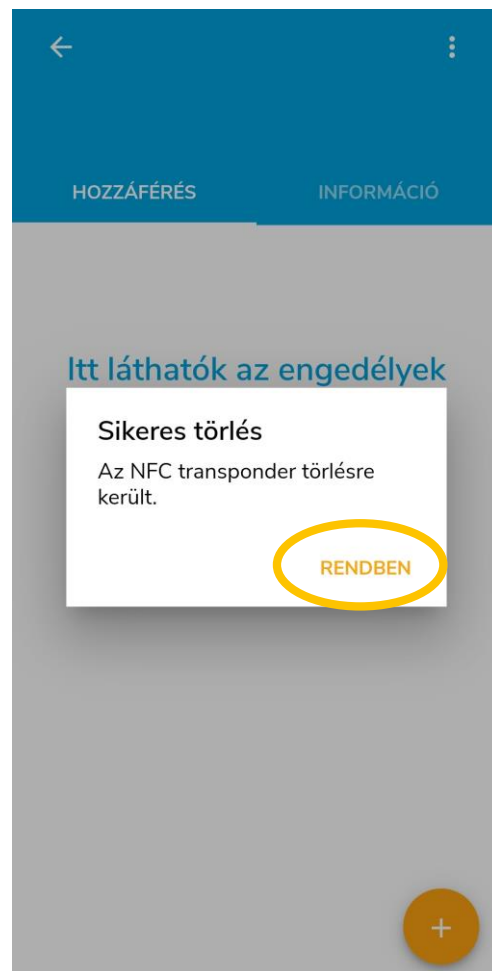 HOZZÁFÉRÉS
INFORMÁCIÓ
Itt láthatók az engedélyek
Sikeres törlés
Az NFC transponder törlésre
került.
RENDBEN